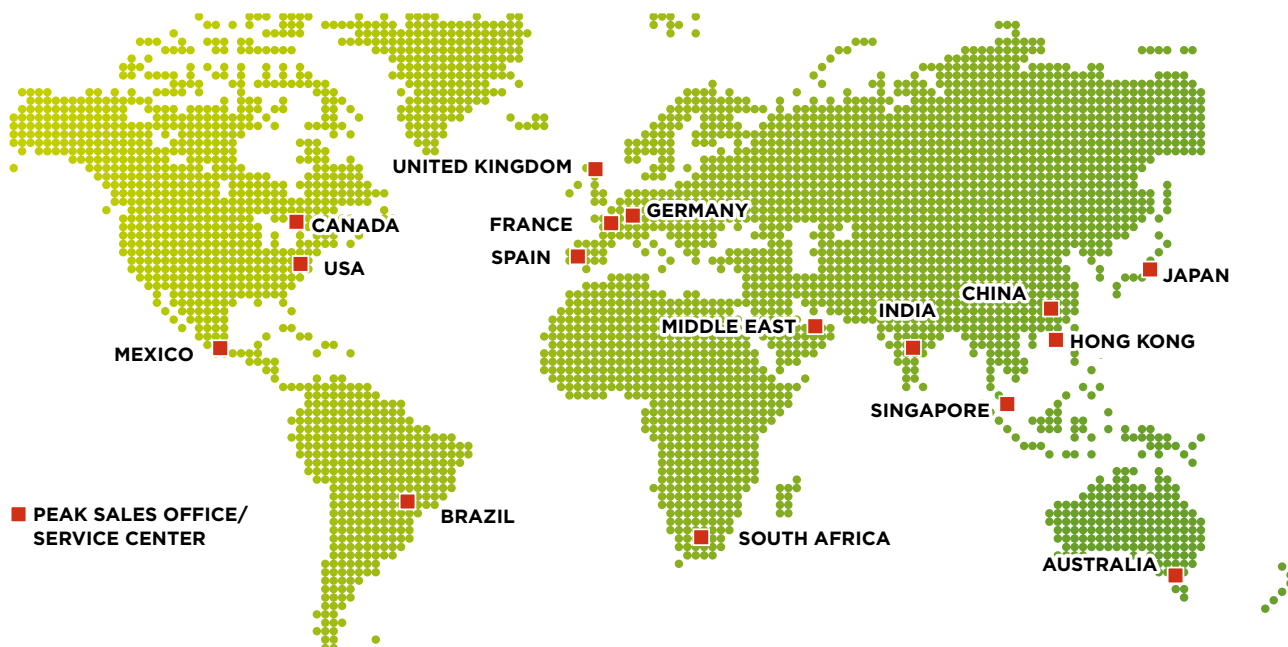 UNITED KINGDOM
GERMANY
FRANCE
CANADA
SPAIN
USA
JAPAN
CHINA
INDIA
MIDDLE EAST
HONG KONG
MEXICO
SINGAPORE
PEAK SALES OFFICE/
SERVICE CENTER
BRAZIL
SOUTH AFRICA
AUSTRALIA